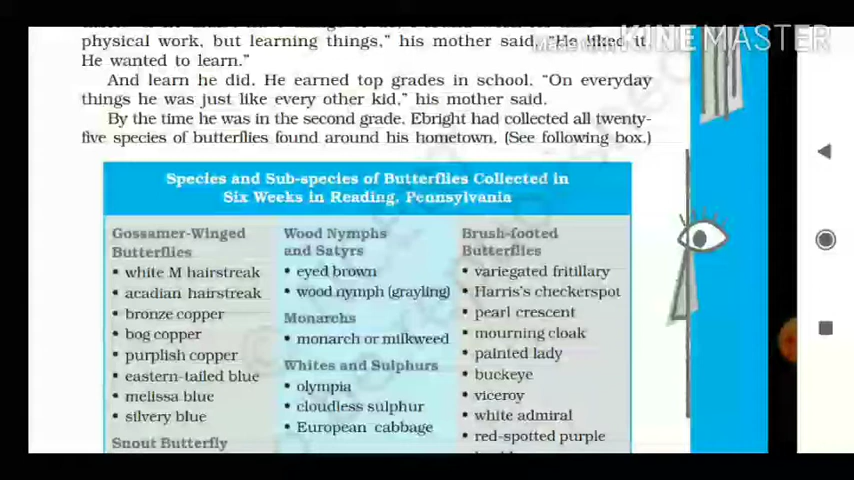 physical work, but learning things,” his mother said, “He liked it.
He wanted to learn.”
And learn he did. He earned top grades in school. “On everyday
things he was just like every other kid,” his mother said.
By the time he was in the second grade, Ebright had collected all twenty-
five species of butterflies found around his hometown. (See following box.)
Made with KINEMASTER
Species and Sub-species of Butterflies Collected in
Six Weeks in Reading, Pennsylvania
Gossamer-Winged
Butterflies
• white M hairstreak
• acadian hairstreak
• bronze copper
• bog copper
• purplish copper
• eastern-tailed blue
• melissa blue
• silvery blue
Snout Butterfly
Wood Nymphs
and Satyrs
• eyed brown
• wood nymph (grayling)
Monarchs
• monarch or milkweed
Whites and Sulphurs
• olympia
• cloudless sulphur
• European cabbage
Brush-footed
Butterflies
• variegated fritillary
• Harris's checkerspot
• pearl crescent
• mourning cloak
• painted lady
• buckeye
• viceroy
• white admiral
• red-spotted purple